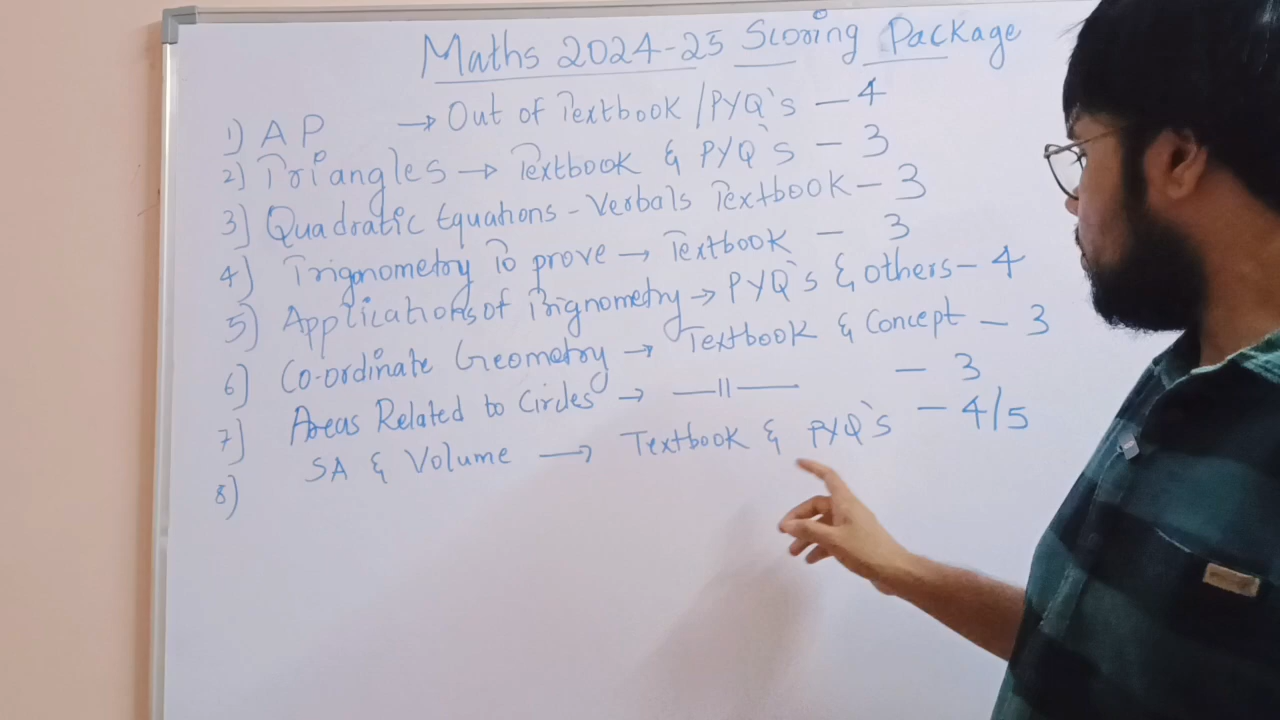 Maths 2024-25 Scoring Package
1) A P → Out of Textbook /PYQ's - 4
2) Triangles → Textbook & PYQ's - 3
3) Quadratic Equations - Verbals Textbook - 3
4) Trignometry To prove → Textbook - 3
5) Applications of Trignometry → PYQ's & others - 4
6) Co-ordinate Geometry → Textbook & Concept - 3
7) Areas Related to Circles → —॥— - 3
8) SA & Volume → Textbook & PYQ's - 4/5